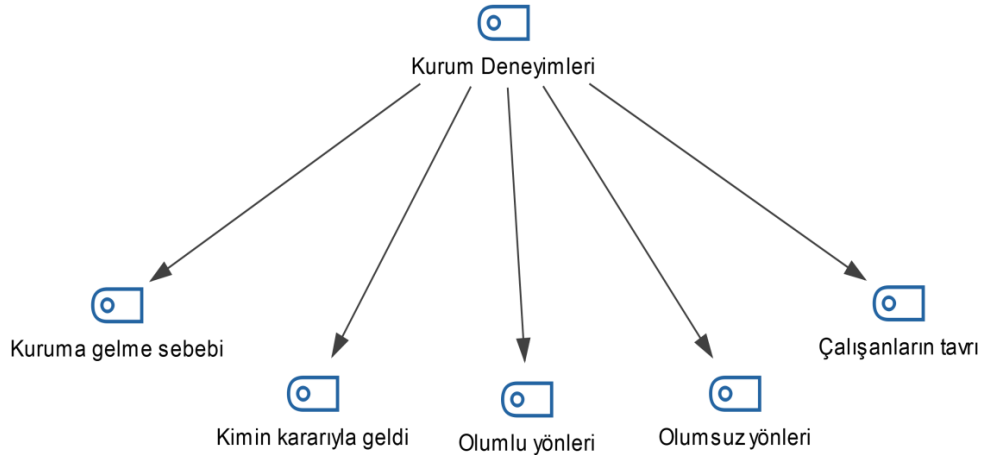 Kurum Deneyimleri
Kuruma gelme sebebi
Çalışanların tavrı
Kimin kararıyla geldi
Olumlu yönleri
Olumsuz yönleri